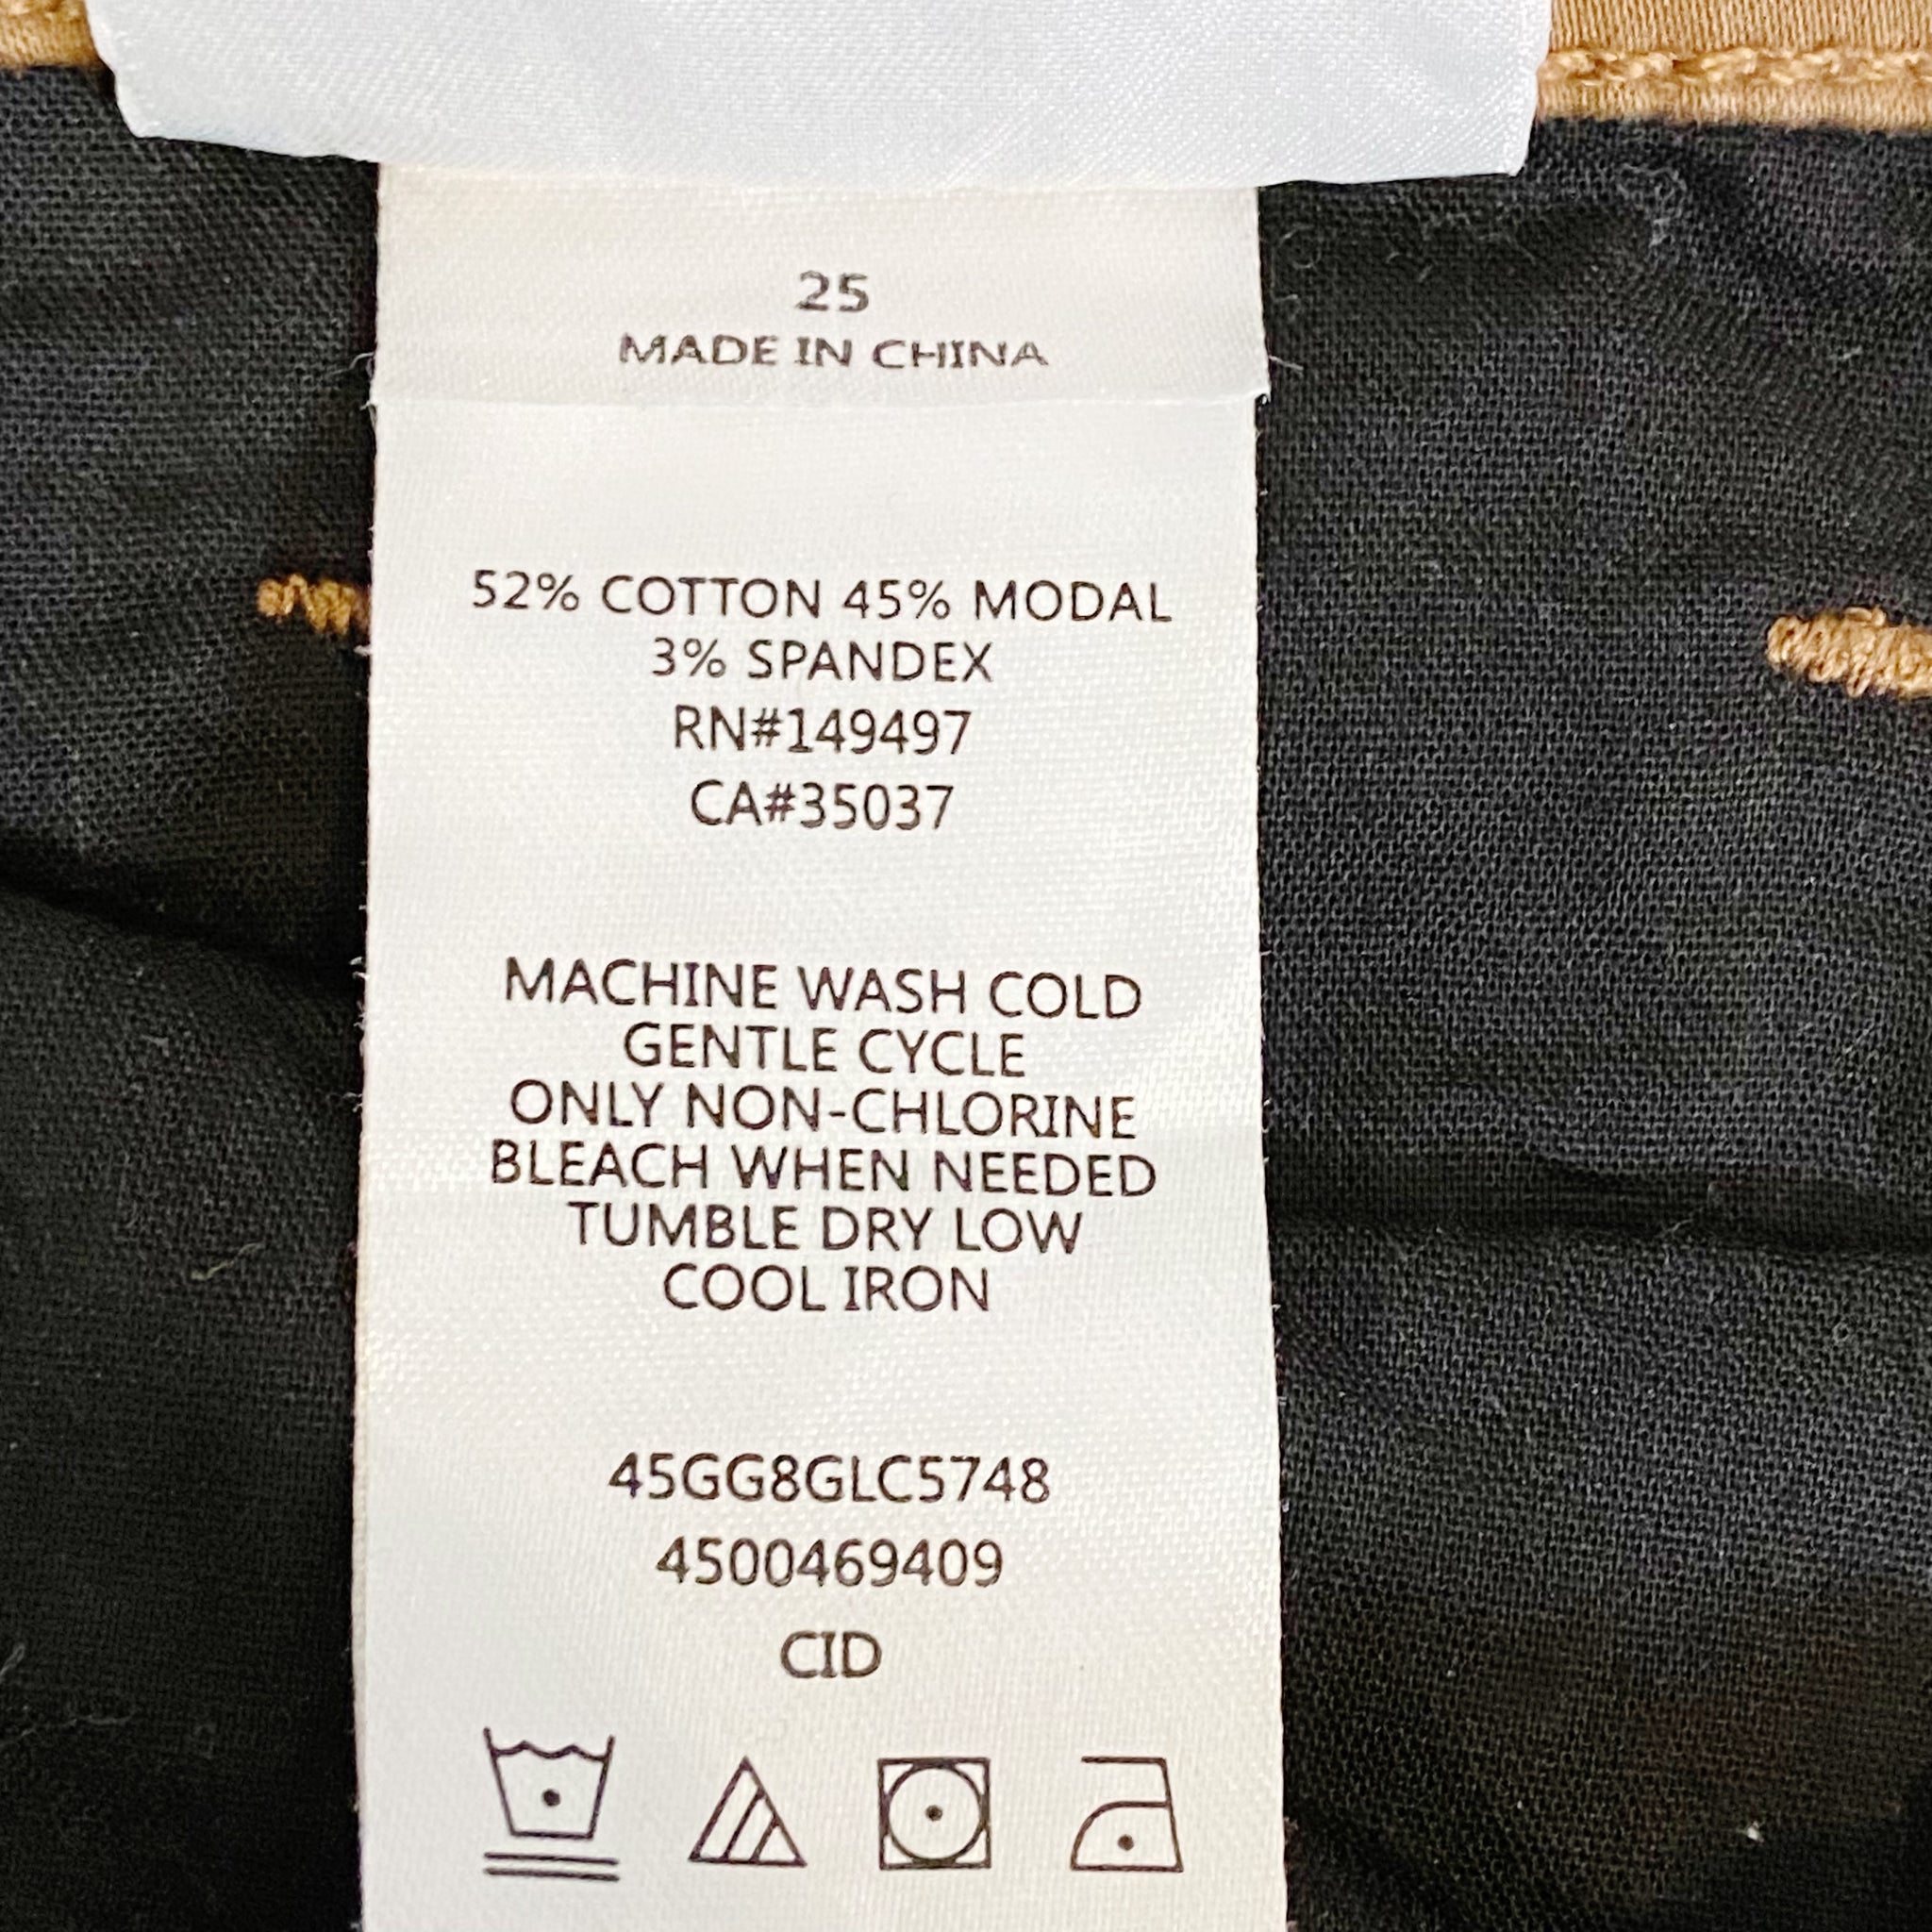 25
MADE IN CHINA
52% COTTON 45% MODAL
3% SPANDEX
RN#149497
CA#35037
MACHINE WASH COLD
GENTLE CYCLE
ONLY NON-CHLORINE
BLEACH WHEN NEEDED
TUMBLE DRY LOW
COOL IRON
45GG8GLC5748
4500469409
CID